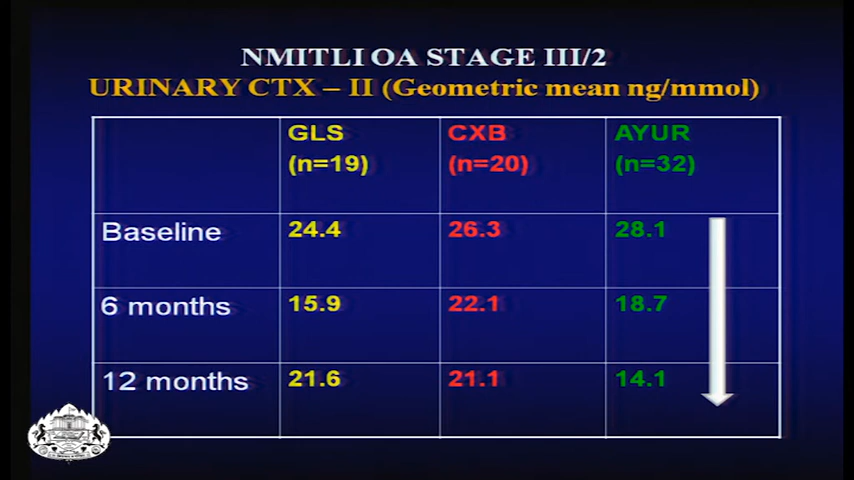 NMITLI OA STAGE III/2
URINARY CTX – II (Geometric mean ng/mmol)
GLS (n=19) CXB (n=20) AYUR (n=32)
Baseline 24.4 26.3 28.1
6 months 15.9 22.1 18.7
12 months 21.6 21.1 14.1